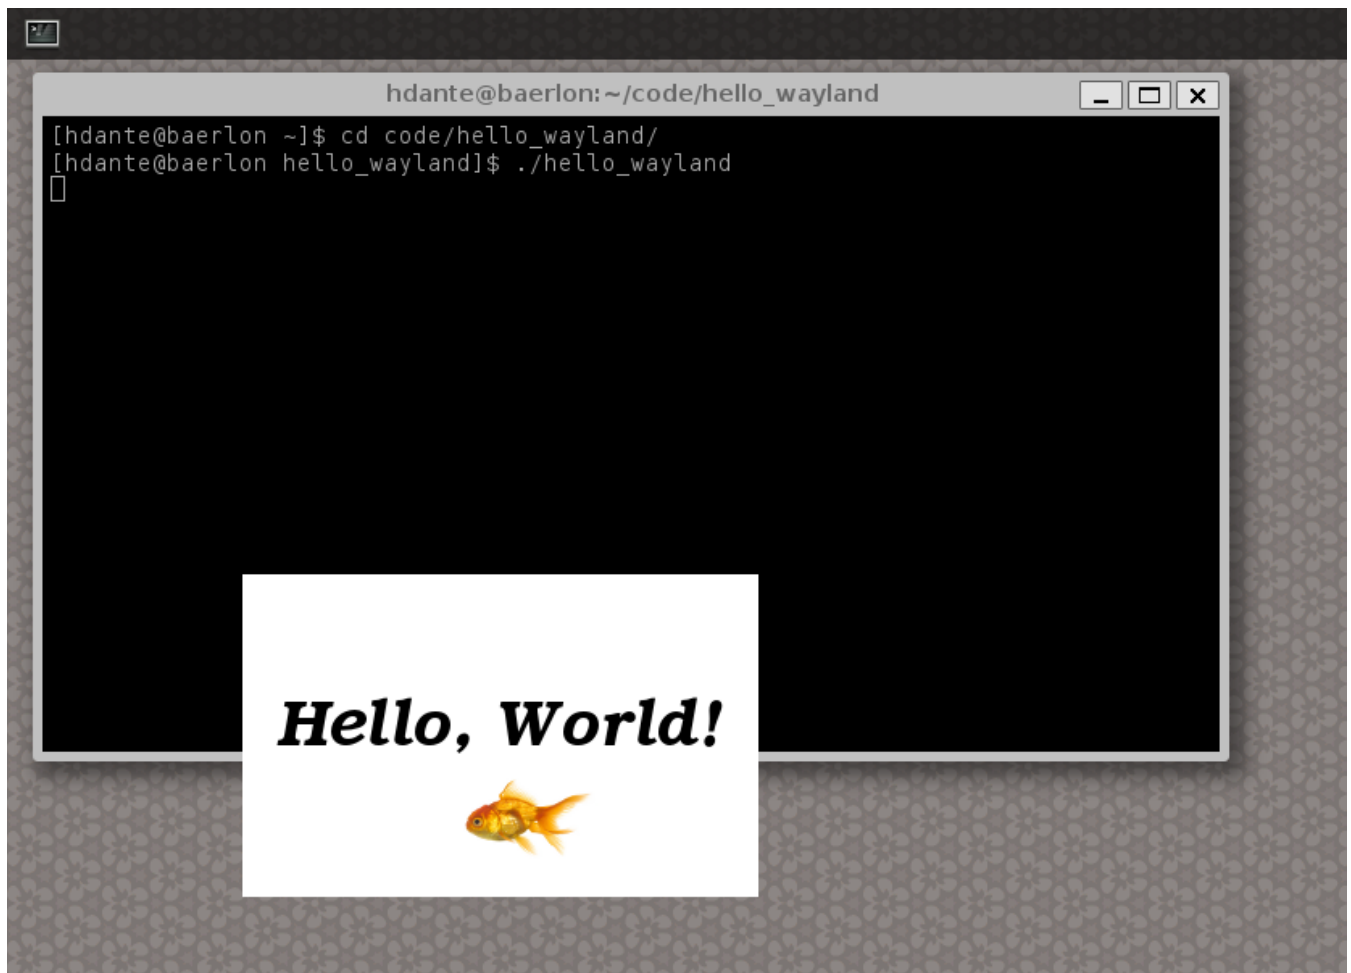 hdante@baerlon:~/code/hello_wayland
[hdante@baerlon ~]$ cd code/hello_wayland/
[hdante@baerlon hello_wayland]$ ./hello_wayland
Hello, World!